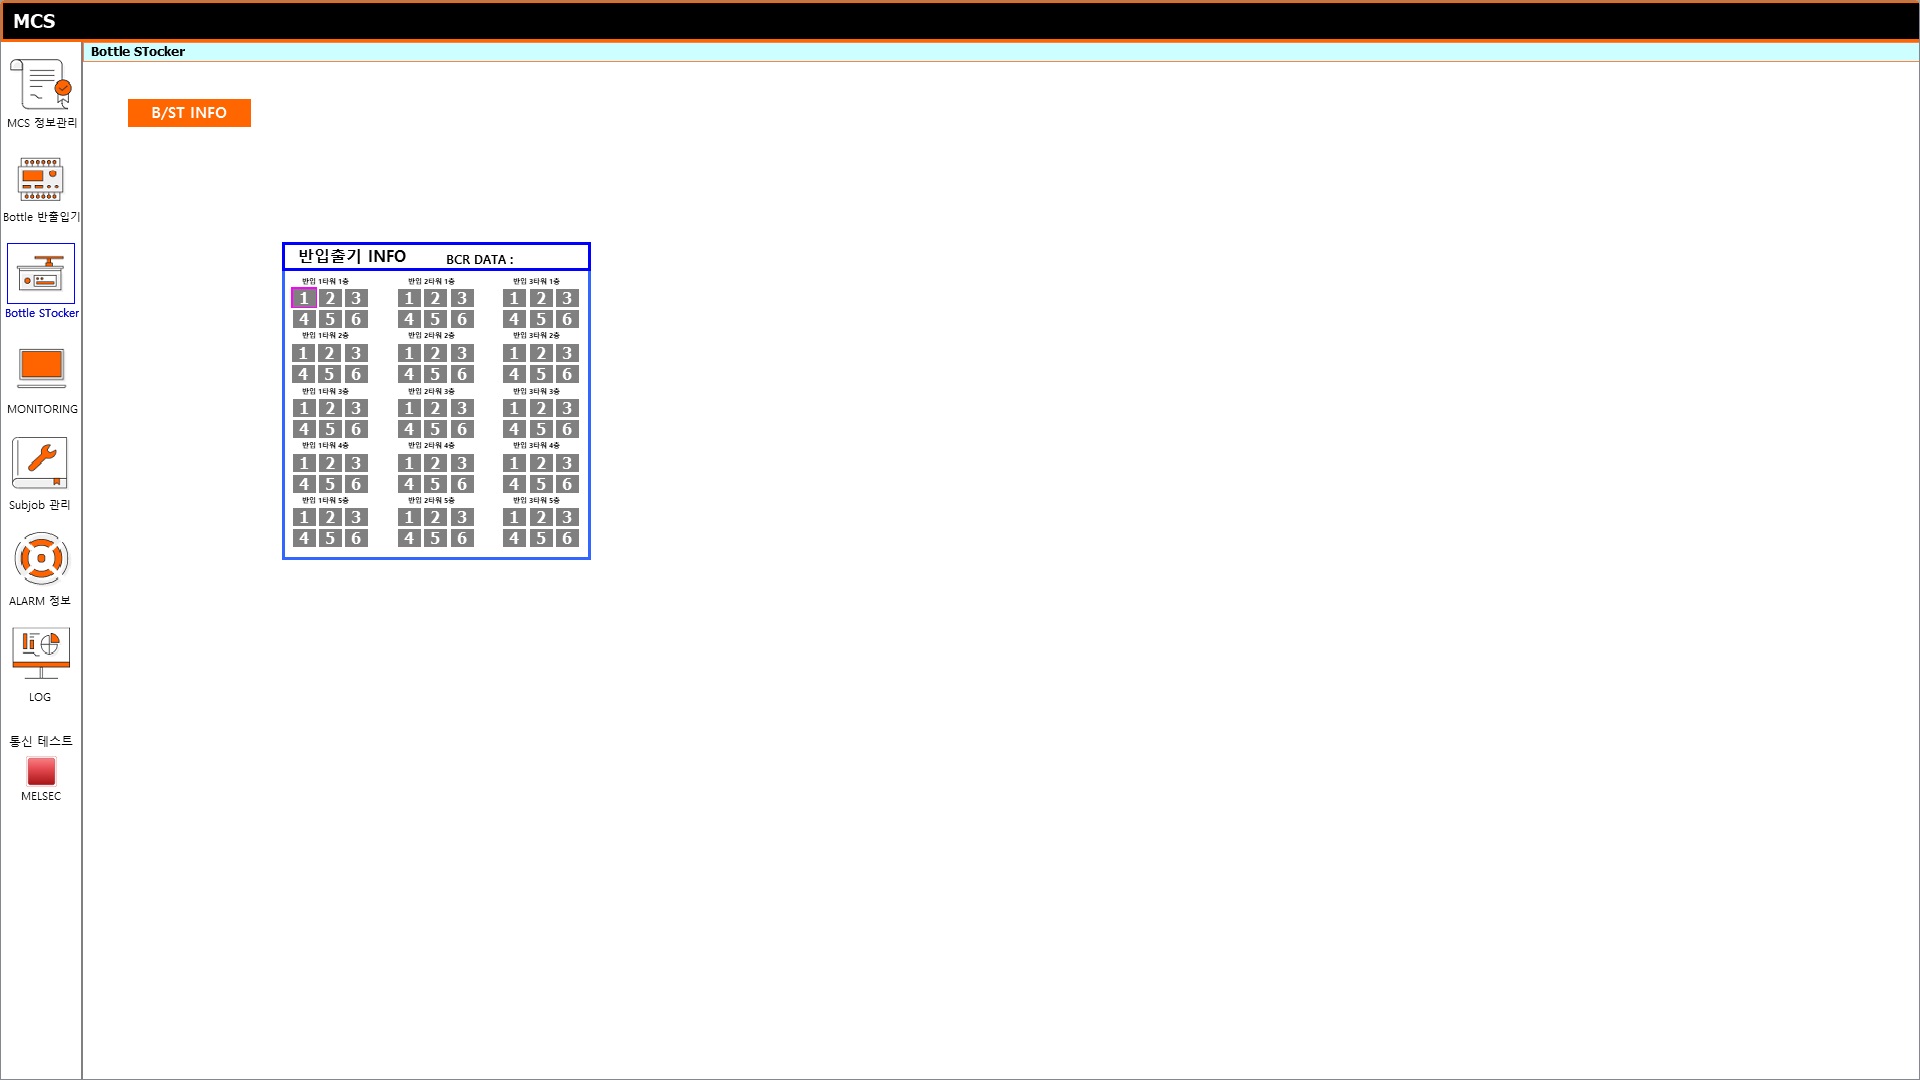 MCS
Bottle STocker
MCS 정보관리
Bottle 반출입기
Bottle STocker
MONITORING
Subjob 관리
ALARM 정보
LOG
통신 테스트
MELSEC
B/ST INFO
반입출기 INFO BCR DATA :
반입 1타워 1층 반입 2타워 1층 반입 3타워 1층
1 2 3 1 2 3 1 2 3
4 5 6 4 5 6 4 5 6
반입 1타워 2층 반입 2타워 2층 반입 3타워 2층
1 2 3 1 2 3 1 2 3
4 5 6 4 5 6 4 5 6
반입 1타워 3층 반입 2타워 3층 반입 3타워 3층
1 2 3 1 2 3 1 2 3
4 5 6 4 5 6 4 5 6
반입 1타워 4층 반입 2타워 4층 반입 3타워 4층
1 2 3 1 2 3 1 2 3
4 5 6 4 5 6 4 5 6
반입 1타워 5층 반입 2타워 5층 반입 3타워 5층
1 2 3 1 2 3 1 2 3
4 5 6 4 5 6 4 5 6